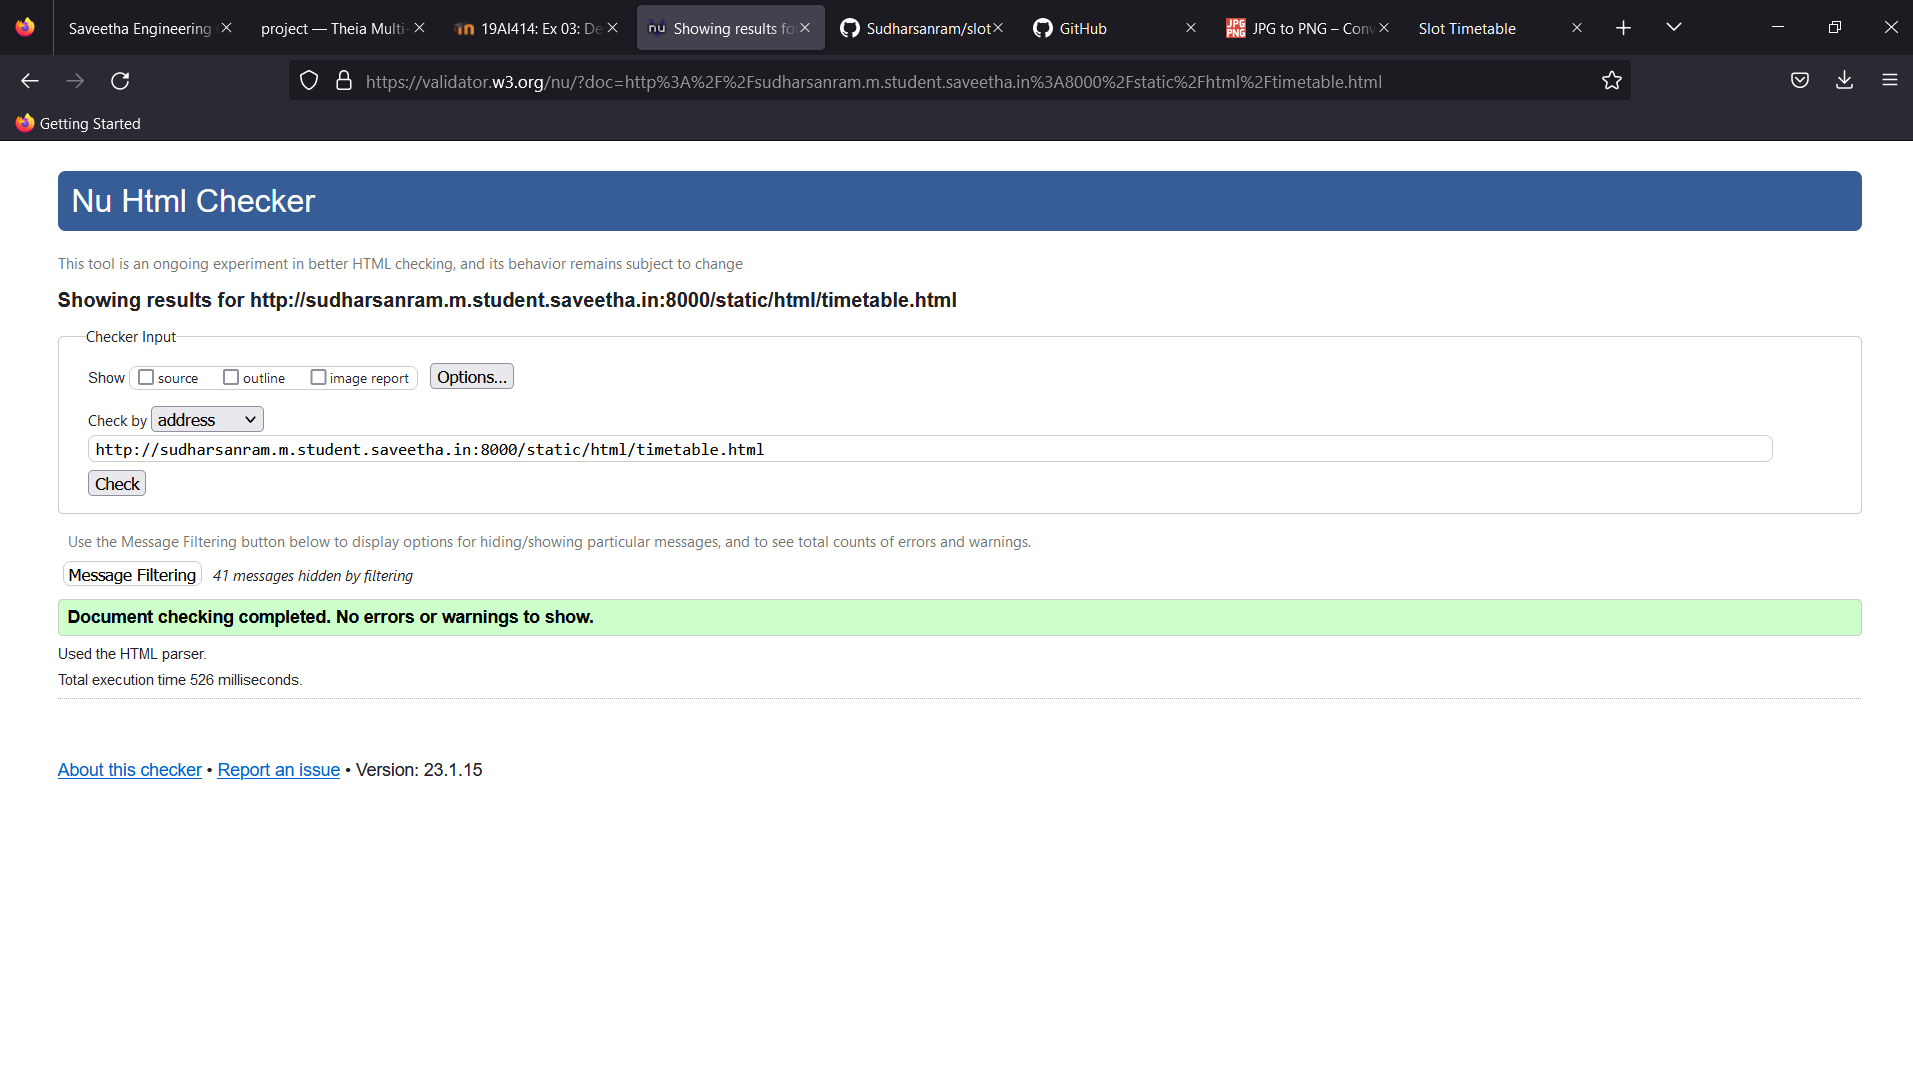 Saveetha Engineering
project — Theia Multi-
19AI414: Ex 03: De
nu Showing results fo
Sudharsanram/slot
GitHub
JPG PNG JPG to PNG – Conv
Slot Timetable
https://validator.w3.org/nu/?doc=http%3A%2F%2Fsudharsanram.m.student.saveetha.in%3A8000%2Fstatic%2Fhtml%2Ftimetable.html
Getting Started
Nu Html Checker
This tool is an ongoing experiment in better HTML checking, and its behavior remains subject to change
Showing results for http://sudharsanram.m.student.saveetha.in:8000/static/html/timetable.html
Checker Input
Show source outline image report Options...
Check by address
http://sudharsanram.m.student.saveetha.in:8000/static/html/timetable.html
Check
Use the Message Filtering button below to display options for hiding/showing particular messages, and to see total counts of errors and warnings.
Message Filtering 41 messages hidden by filtering
Document checking completed. No errors or warnings to show.
Used the HTML parser.
Total execution time 526 milliseconds.
About this checker • Report an issue • Version: 23.1.15